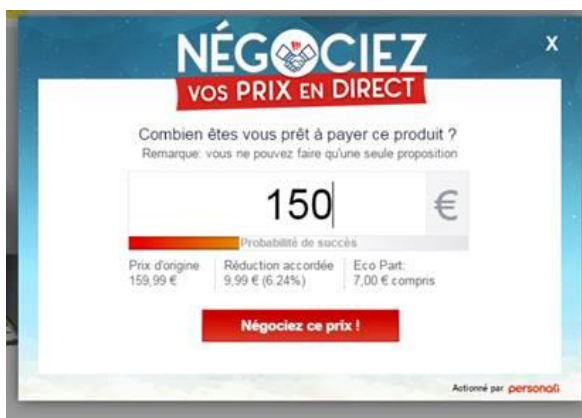 NÉGOCIEZ
X
VOS PRIX EN DIRECT
Combien êtes vous prêt à payer ce produit ?
Remarque: vous ne pouvez faire qu'une seule proposition
150 €
Probabilité de succès
Prix d'origine Réduction accordée Eco Part:
159,99 € 9,99 € (6.24%) 7,00 € compris
Négociez ce prix !
Actionné par personali